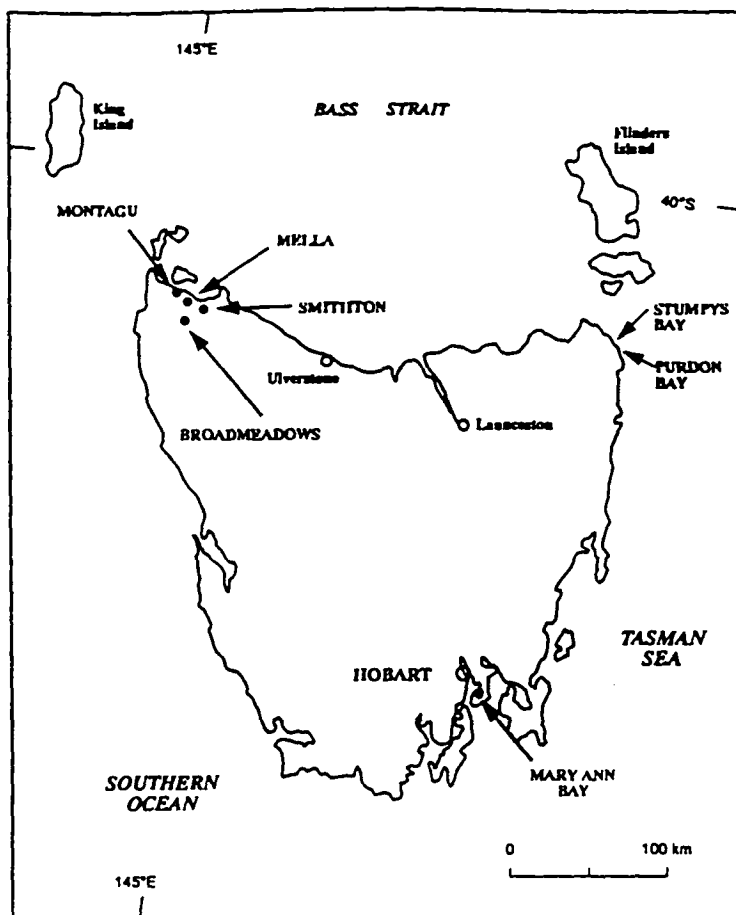 145°E
King
Island
BASS STRAIT
Flinders
Island
40°S
MONTAGU
MELLA
SMITHTON
STUMPYS
BAY
PURDON
BAY
Ulverstone
Launceston
BROADMEADOWS
HOBART
TASMAN
SEA
MARY ANN
BAY
SOUTHERN
OCEAN
0 100 km
145°E